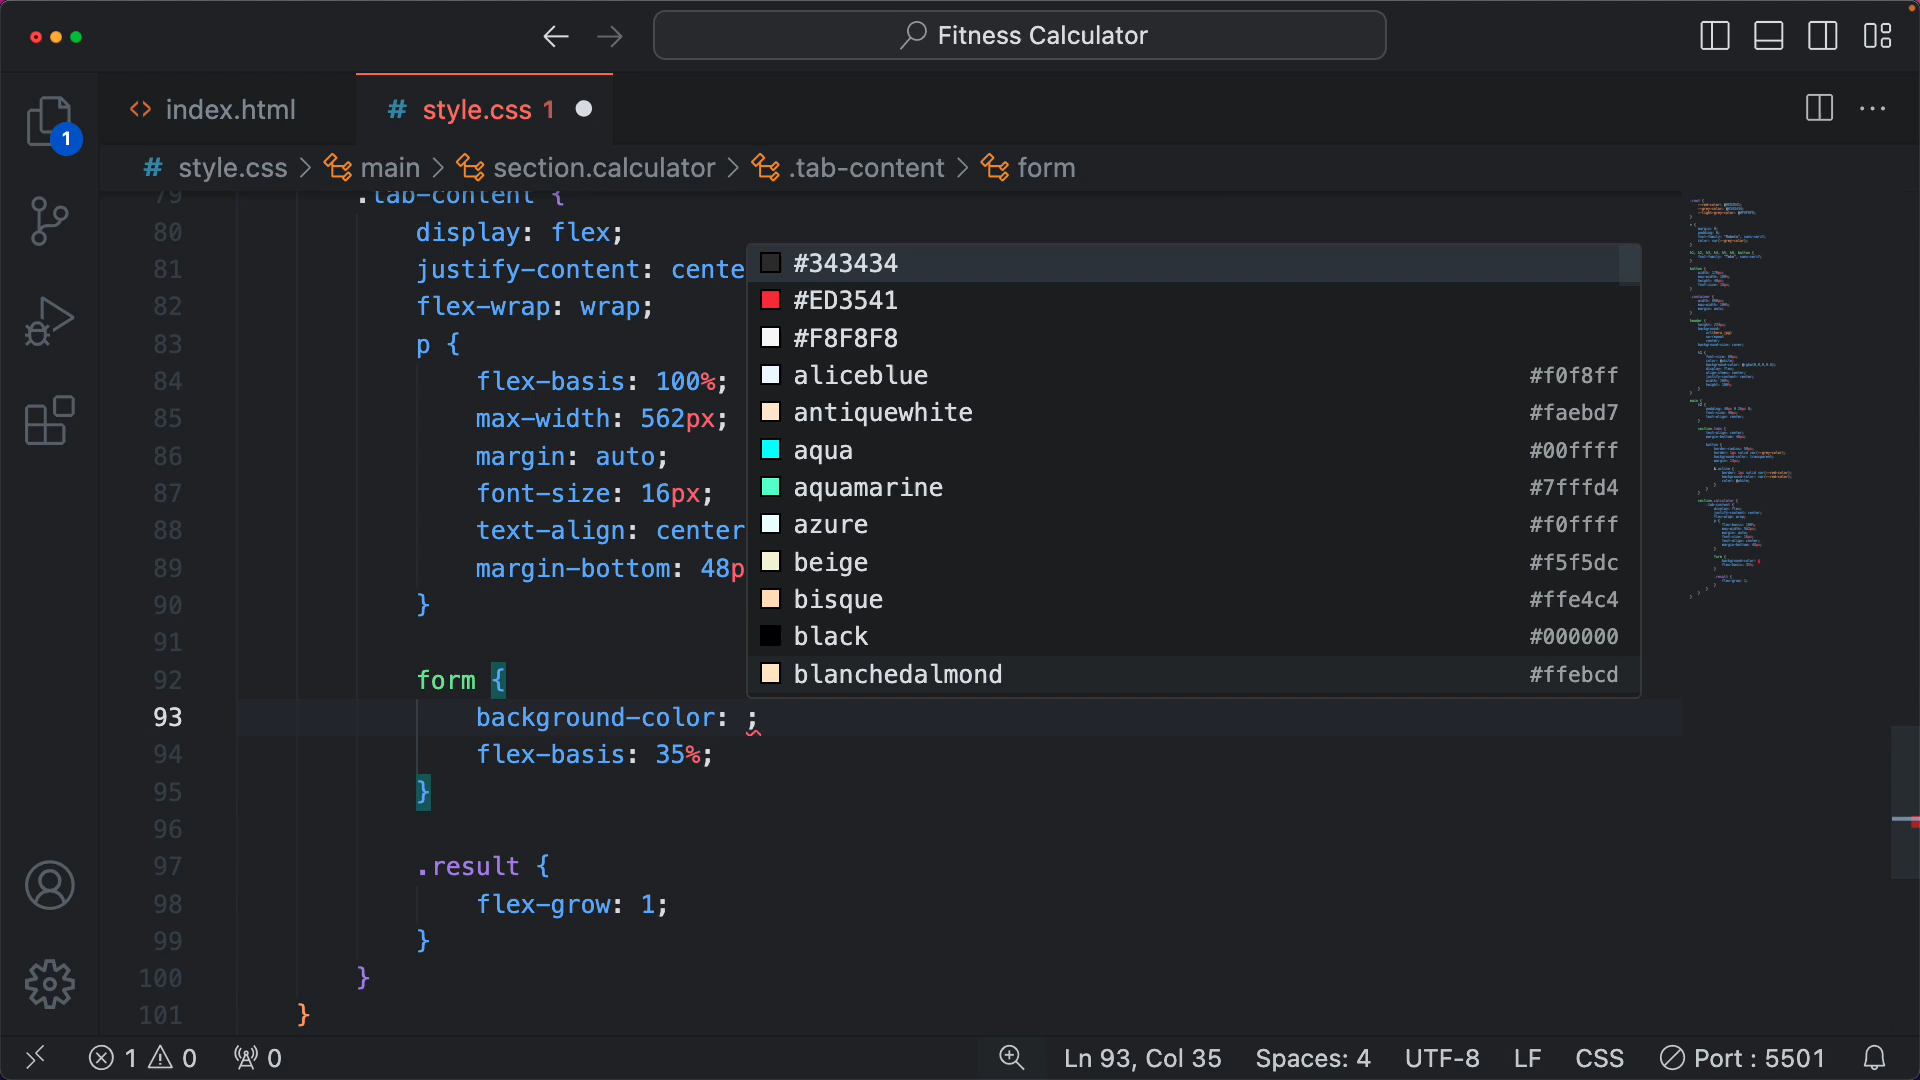 Fitness Calculator
index.html
# style.css 1
# style.css > main > section.calculator > .tab-content > form
79 .tab-content {
80 display: flex;
81 justify-content: cente
82 flex-wrap: wrap;
83 p {
84 flex-basis: 100%;
85 max-width: 562px;
86 margin: auto;
87 font-size: 16px;
88 text-align: center
89 margin-bottom: 48p
90 }
91
92 form {
93 background-color: ;
94 flex-basis: 35%;
95 }
96
97 .result {
98 flex-grow: 1;
99 }
100 }
101 }
#343434
#ED3541
#F8F8F8
aliceblue #f0f8ff
antiquewhite #faebd7
aqua #00ffff
aquamarine #7fffd4
azure #f0ffff
beige #f5f5dc
bisque #ffe4c4
black #000000
blanchedalmond #ffebcd
1
1 0 0 Ln 93, Col 35 Spaces: 4 UTF-8 LF CSS Port : 5501